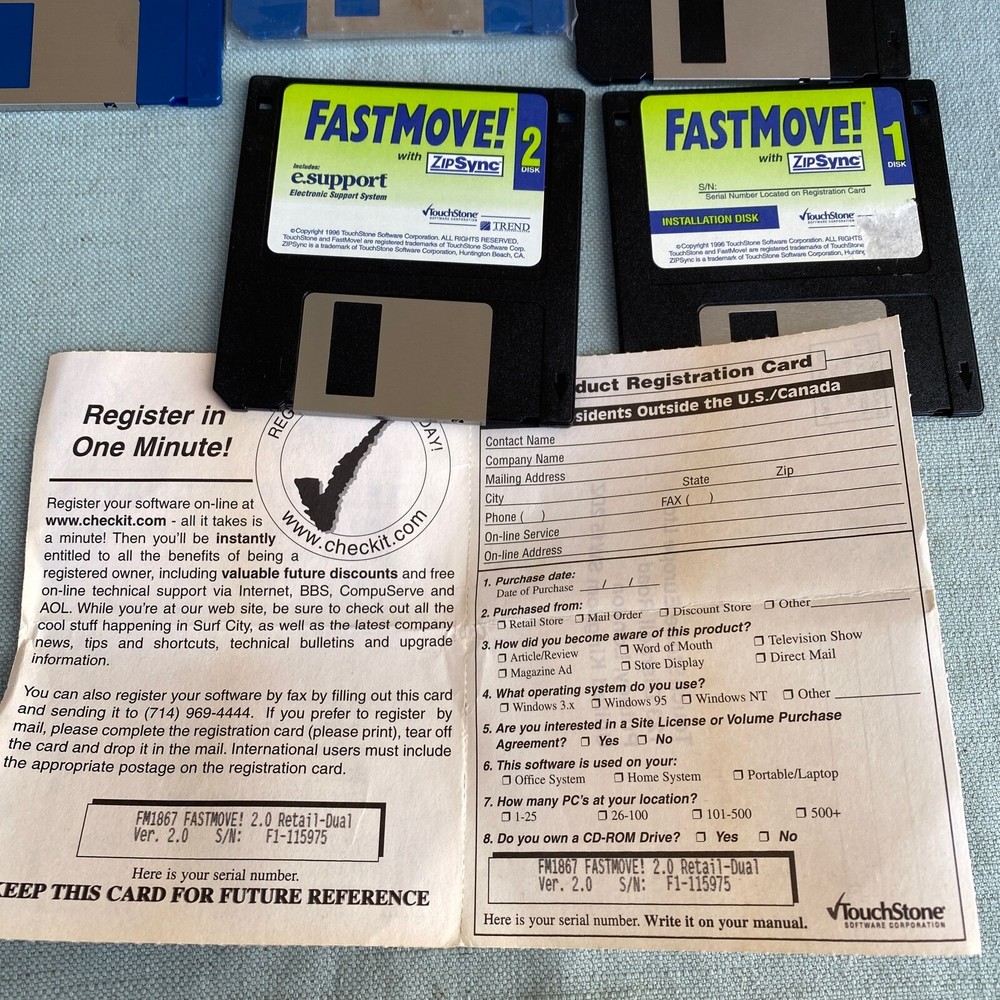 FASTMOVE!®
with ZIPSync™
2
DISK
Includes:
e.support
Electronic Support System
TouchStone
SOFTWARE CORPORATION
TREND
©Copyright 1996 TouchStone Software Corporation. ALL RIGHTS RESERVED.
TouchStone and FastMove! are registered trademarks of TouchStone Software Corp.
ZIPSync is a trademark of TouchStone Software Corporation, Huntington Beach, CA.
FASTMOVE!®
with ZIPSync™
1
DISK
S/N:
Serial Number Located on Registration Card
INSTALLATION DISK
TouchStone
SOFTWARE CORPORATION
©Copyright 1996 TouchStone Software Corporation. ALL RIGHTS
TouchStone and FastMove! are registered trademarks of TouchStone Softw
ZIPSync is a trademark of TouchStone Software Corporation, Hunting
Register in
One Minute!
REG
DAY!
www.checkit.com
Register your software on-line at
www.checkit.com - all it takes is
a minute! Then you'll be instantly
entitled to all the benefits of being a
registered owner, including valuable future discounts and free
on-line technical support via Internet, BBS, CompuServe and
AOL. While you're at our web site, be sure to check out all the
cool stuff happening in Surf City, as well as the latest company
news, tips and shortcuts, technical bulletins and upgrade
information.
You can also register your software by fax by filling out this card
and sending it to (714) 969-4444. If you prefer to register by
mail, please complete the registration card (please print), tear off
the card and drop it in the mail. International users must include
the appropriate postage on the registration card.
FM1867 FASTMOVE! 2.0 Retail-Dual
Ver. 2.0 S/N: F1-115975
Here is your serial number.
KEEP THIS CARD FOR FUTURE REFERENCE
duct Registration Card
sidents Outside the U.S./Canada
Contact Name
Company Name
Mailing Address
City State Zip
Phone ( ) FAX ( )
On-line Service
On-line Address
1. Purchase date:
Date of Purchase / /
2. Purchased from:
Retail Store Mail Order Discount Store Other
3. How did you become aware of this product?
Article/Review Word of Mouth Television Show
Magazine Ad Store Display Direct Mail
4. What operating system do you use?
Windows 3.x Windows 95 Windows NT Other
5. Are you interested in a Site License or Volume Purchase
Agreement? Yes No
6. This software is used on your:
Office System Home System Portable/Laptop
7. How many PC's at your location?
1-25 26-100 101-500 500+
8. Do you own a CD-ROM Drive? Yes No
FM1867 FASTMOVE! 2.0 Retail-Dual
Ver. 2.0 S/N: F1-115975
Here is your serial number. Write it on your manual.
TouchStone®
SOFTWARE CORPORATION